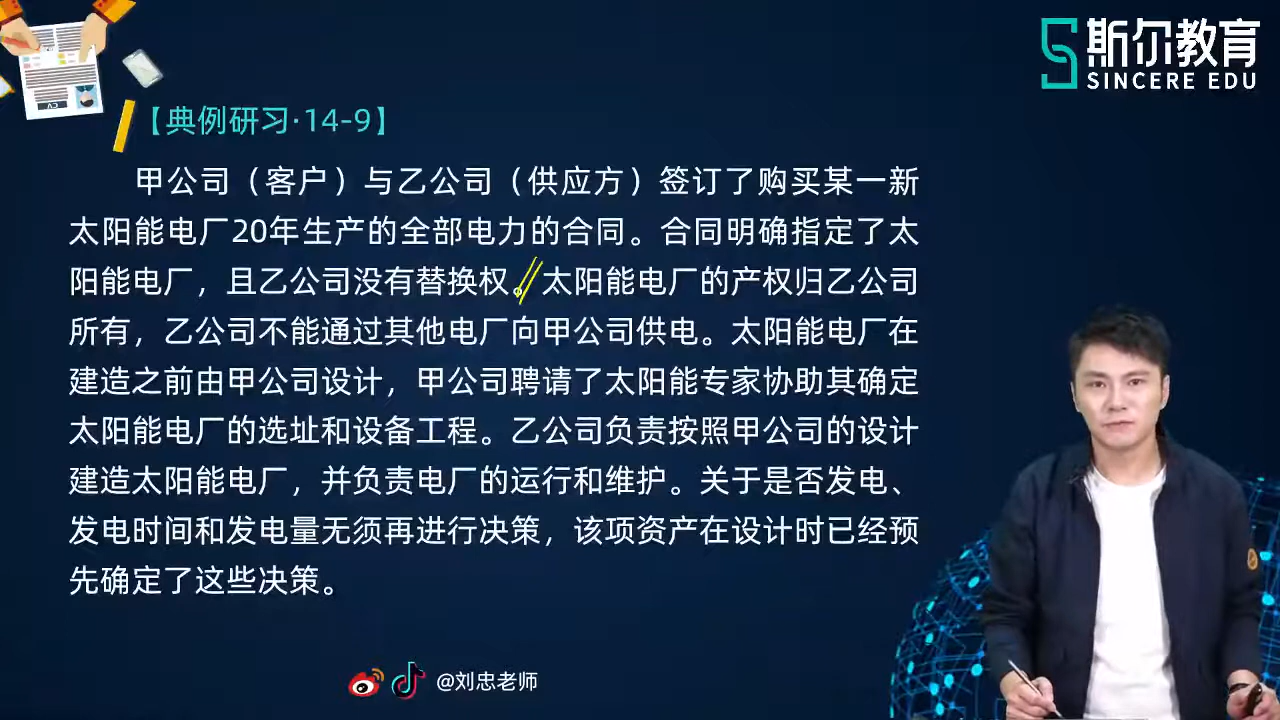 斯尔教育
SINCERE EDU
【典例研习·14-9】
甲公司（客户）与乙公司（供应方）签订了购买某一新
太阳能电厂20年生产的全部电力的合同。合同明确指定了太
阳能电厂，且乙公司没有替换权。太阳能电厂的产权归乙公司
所有，乙公司不能通过其他电厂向甲公司供电。太阳能电厂在
建造之前由甲公司设计，甲公司聘请了太阳能专家协助其确定
太阳能电厂的选址和设备工程。乙公司负责按照甲公司的设计
建造太阳能电厂，并负责电厂的运行和维护。关于是否发电、
发电时间和发电量无须再进行决策，该项资产在设计时已经预
先确定了这些决策。
@刘忠老师